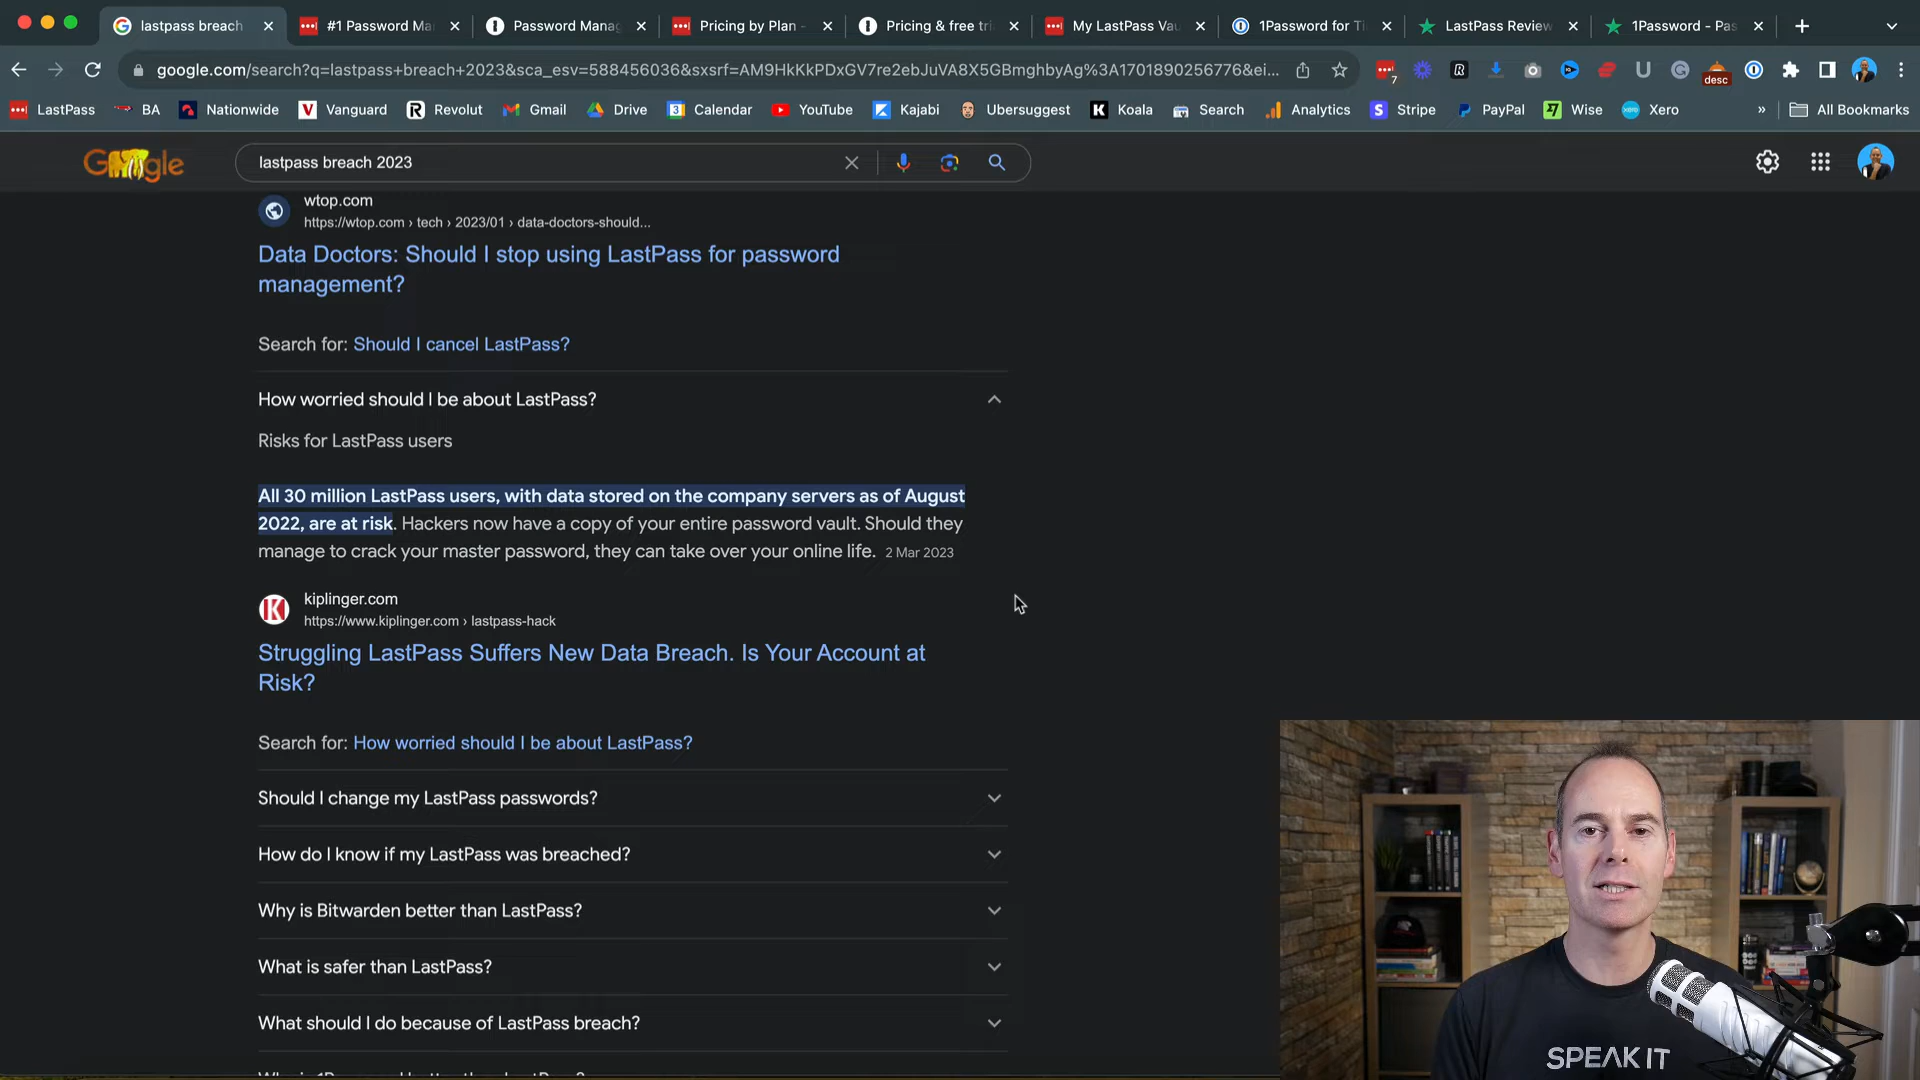 lastpass breach
#1 Password Ma
Password Manag
Pricing by Plan -
Pricing & free tri
My LastPass Vau
1Password for Ti
LastPass Review
1Password - Pas
google.com/search?q=lastpass+breach+2023&sca_esv=588456036&sxsrf=AM9HkKkPDxGV7re2ebJuVA8X5GBmghbyAg%3A1701890256776&ei...
7
desc
LastPass
BA
Nationwide
Vanguard
Revolut
Gmail
Drive
Calendar
YouTube
Kajabi
Ubersuggest
Koala
Search
Analytics
Stripe
PayPal
Wise
Xero
»
All Bookmarks
Google
lastpass breach 2023
wtop.com
https://wtop.com › tech › 2023/01 › data-doctors-should...
Data Doctors: Should I stop using LastPass for password
management?
Search for: Should I cancel LastPass?
How worried should I be about LastPass?
Risks for LastPass users
All 30 million LastPass users, with data stored on the company servers as of August
2022, are at risk. Hackers now have a copy of your entire password vault. Should they
manage to crack your master password, they can take over your online life. 2 Mar 2023
kiplinger.com
https://www.kiplinger.com › lastpass-hack
Struggling LastPass Suffers New Data Breach. Is Your Account at
Risk?
Search for: How worried should I be about LastPass?
Should I change my LastPass passwords?
How do I know if my LastPass was breached?
Why is Bitwarden better than LastPass?
What is safer than LastPass?
What should I do because of LastPass breach?
SPEAK IT